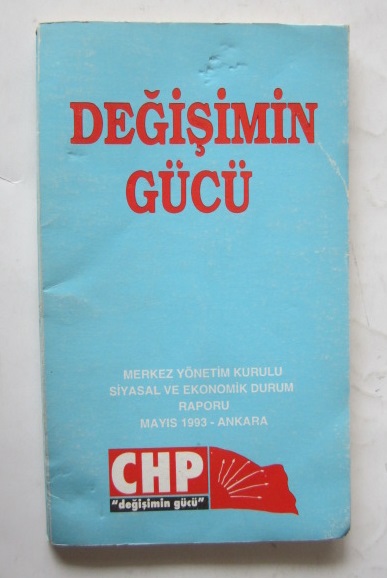 DEĞİŞİMİN
GÜCÜ
MERKEZ YÖNETİM KURULU
SİYASAL VE EKONOMİK DURUM
RAPORU
MAYIS 1993 - ANKARA
CHP
"değişimin gücü"